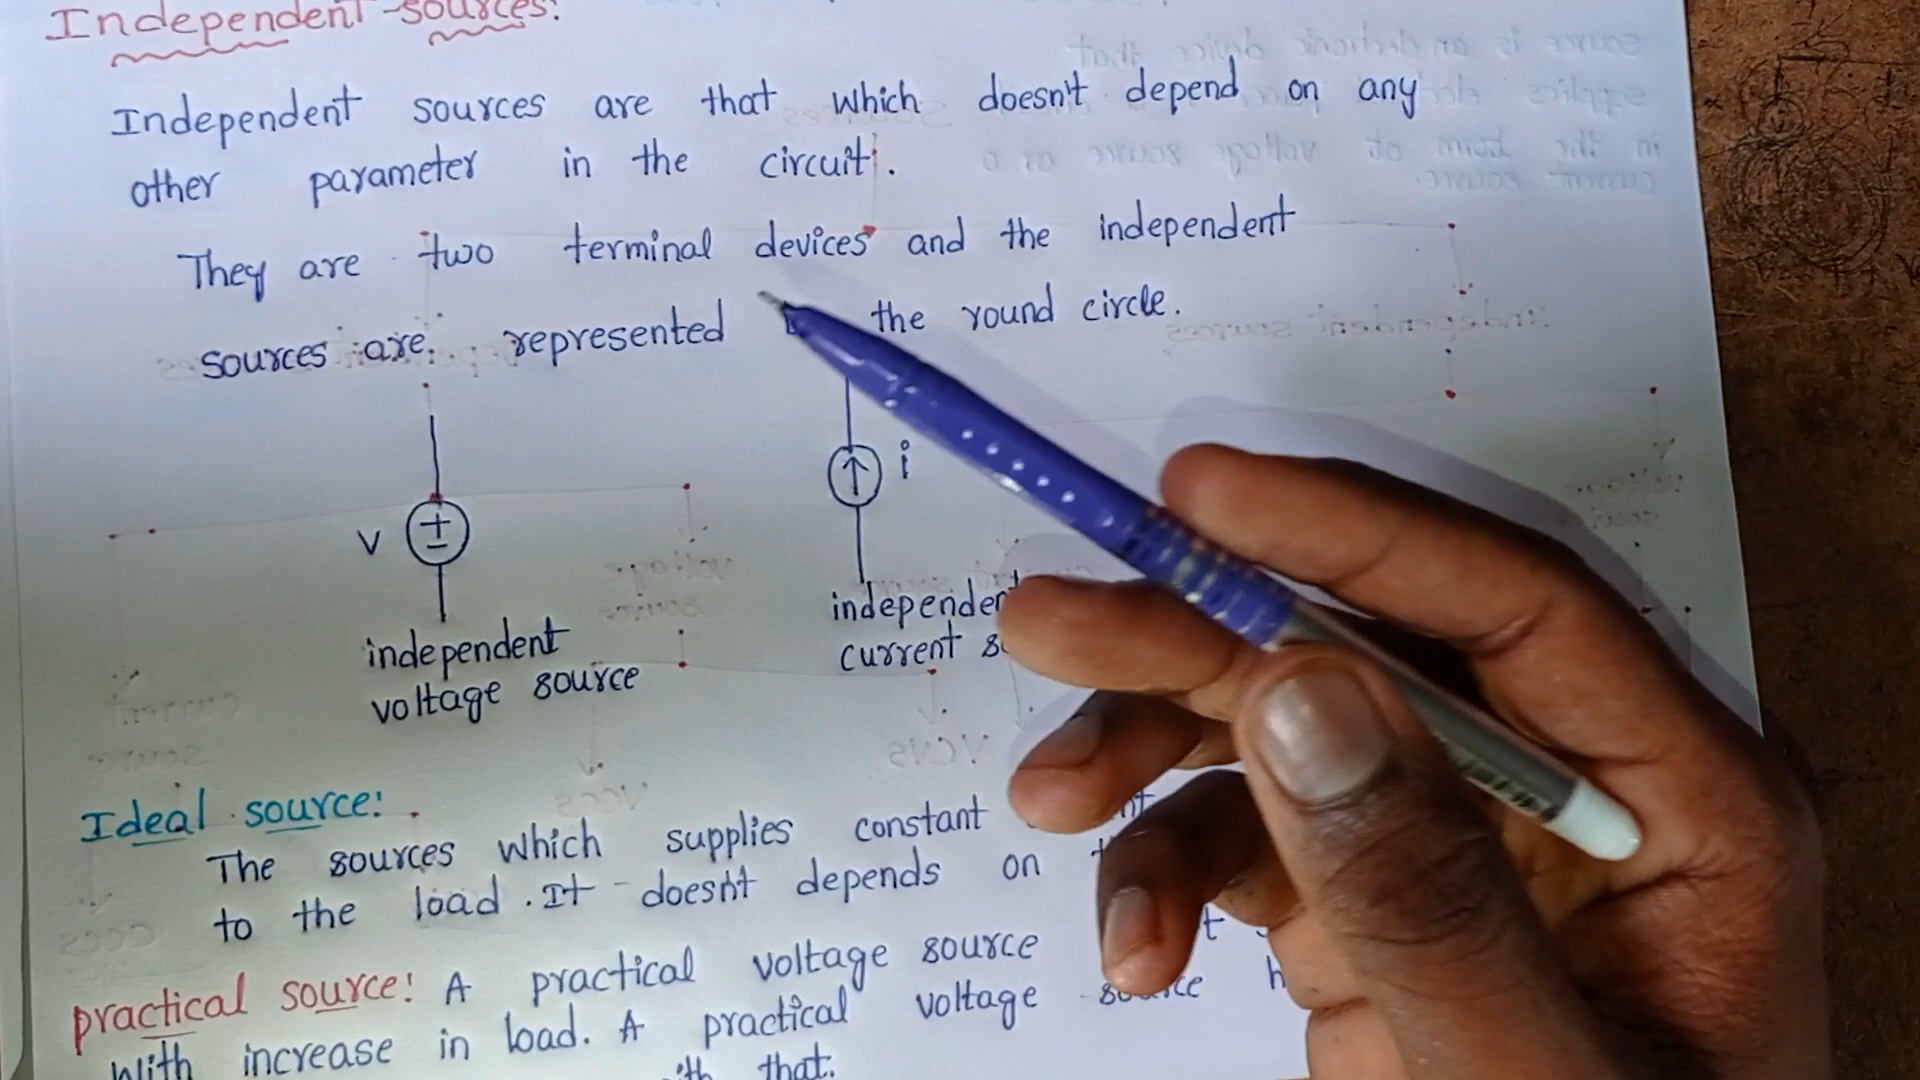 Independent sources:
Independent sources are that which doesn't depend on any
other parameter in the circuit.
They are two terminal devices and the independent
sources are represented the round circle.
V + -
i
independent
voltage source
independen
current s
Ideal source:
The sources which supplies constant
to the load. It doesn't depends on
practical source: A practical voltage source
With increase in load. A practical voltage source h
that.